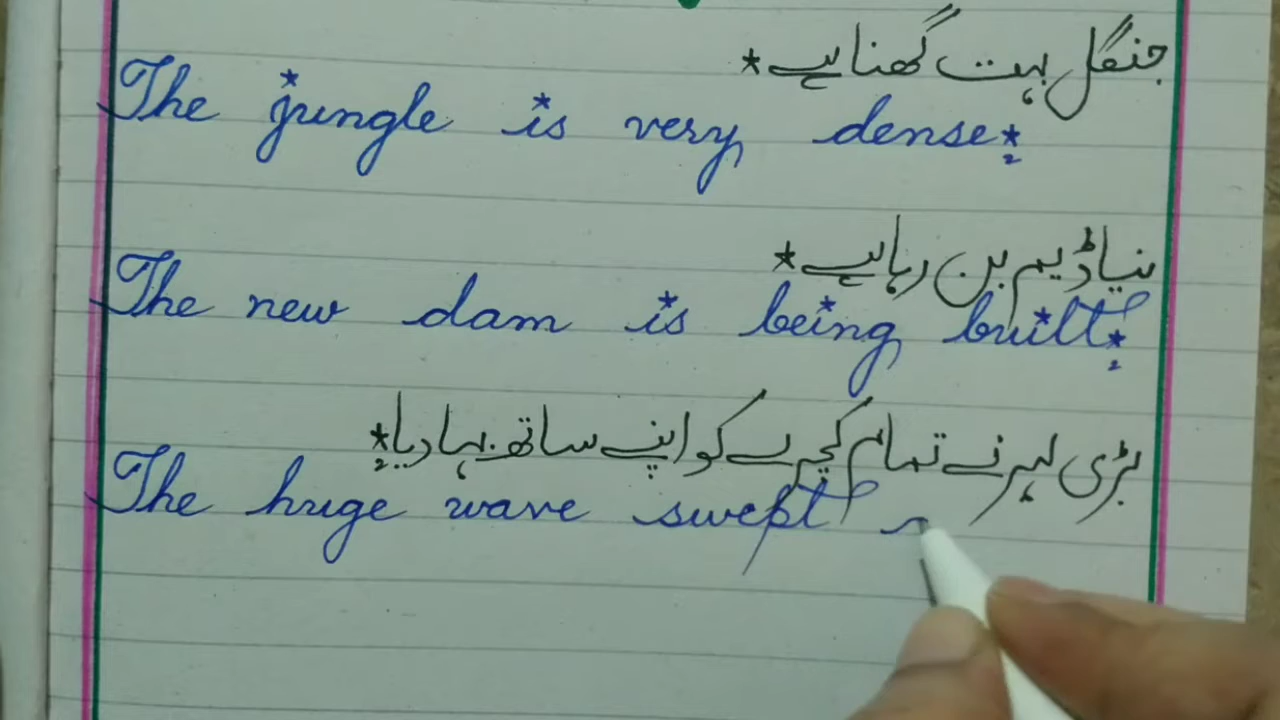 جنگل بہت گھنا ہے*
The jungle is very dense.
نیا ڈیم بن رہا ہے*
The new dam is being built.
بڑی لہر نے تمام کچرے کو اپنے ساتھ بہا دیا*
The huge wave swept